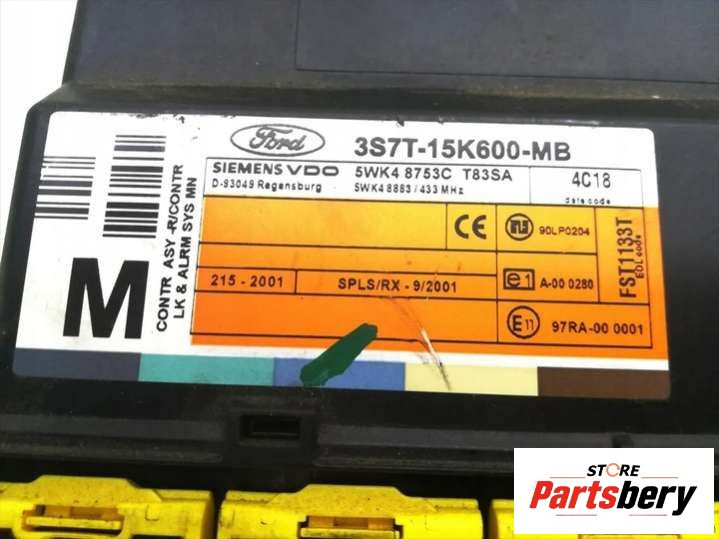 Ford
3S7T-15K600-MB
SIEMENS VDO
5WK4 8753C T83SA
4C18
D-93049 Regensburg
5WK4 8863 / 433 MHz
date code
CE
90LP0204
FST1133T
EOL code
215 - 2001
SPLS/RX - 9/2001
e1
A-00 0280
E11
97RA-00 0001
M
CONTR ASY -R/CONTR
LK & ALRM SYS MN
STORE
Partsbery